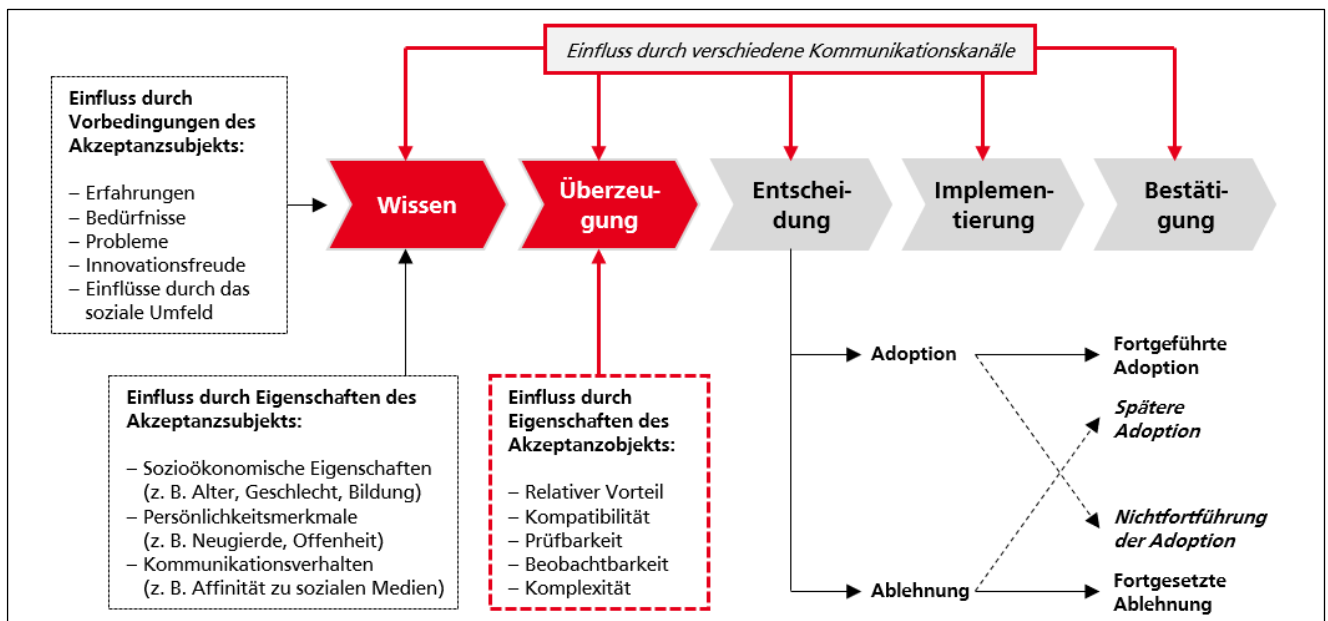 Einfluss durch verschiedene Kommunikationskanäle
Einfluss durch
Vorbedingungen des
Akzeptanzsubjekts:
– Erfahrungen
– Bedürfnisse
– Probleme
– Innovationsfreude
– Einflüsse durch das
soziale Umfeld
Wissen
Überzeu-
gung
Entschei-
dung
Implemen-
tierung
Bestäti-
gung
Einfluss durch Eigenschaften des
Akzeptanzsubjekts:
– Sozioökonomische Eigenschaften
(z. B. Alter, Geschlecht, Bildung)
– Persönlichkeitsmerkmale
(z. B. Neugierde, Offenheit)
– Kommunikationsverhalten
(z. B. Affinität zu sozialen Medien)
Einfluss durch
Eigenschaften des
Akzeptanzobjekts:
– Relativer Vorteil
– Kompatibilität
– Prüfbarkeit
– Beobachtbarkeit
– Komplexität
Adoption
Ablehnung
Fortgeführte
Adoption
Spätere
Adoption
Nichtfortführung
der Adoption
Fortgesetzte
Ablehnung